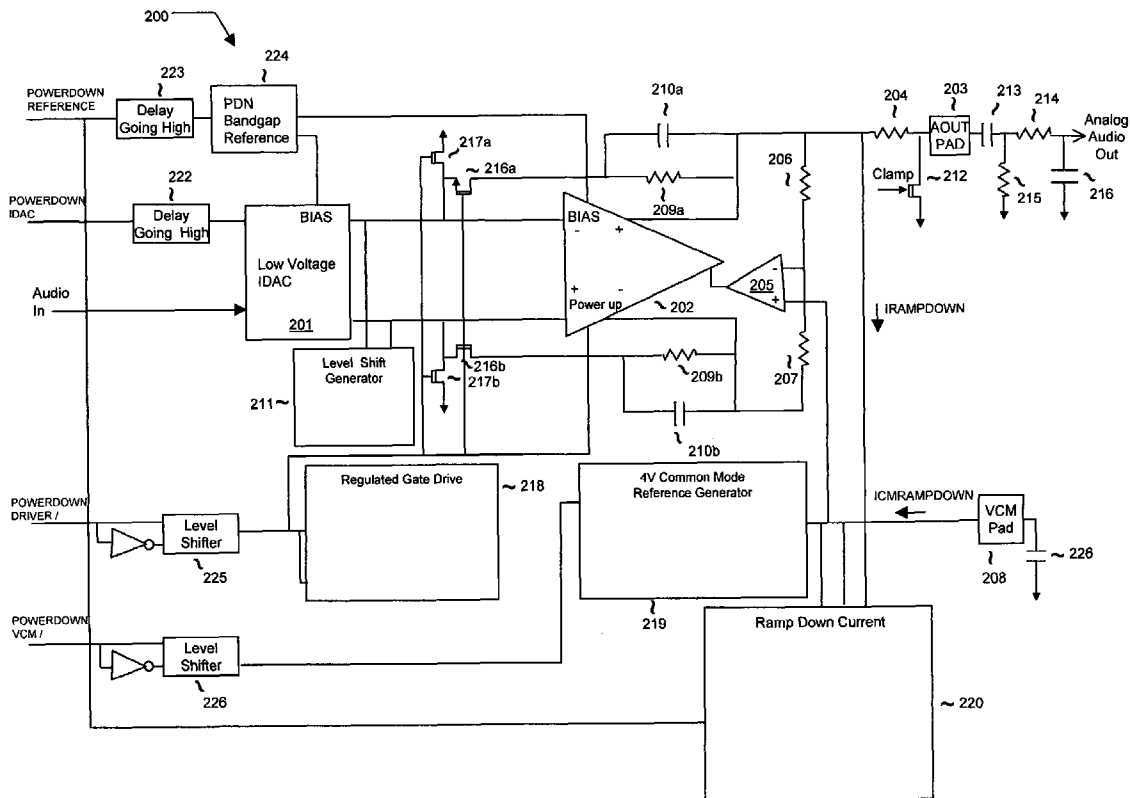 200
224
223
POWERDOWN
REFERENCE
Delay
Going High
PDN
Bandgap
Reference
210a
204
203
213
214
AOUT
PAD
Analog
Audio
Out
217a
216a
209a
206
Clamp
212
215
216
222
POWERDOWN
IDAC
Delay
Going High
BIAS
Low Voltage
IDAC
201
BIAS
-
+
+
-
Power up
202
205
-
+
Audio
In
IRAMPDOWN
207
216b
217b
209b
210b
Level Shift
Generator
211
Regulated Gate Drive
218
4V Common Mode
Reference Generator
219
ICMRAMPDOWN
VCM
Pad
208
226
POWERDOWN
DRIVER /
Level
Shifter
225
POWERDOWN
VCM /
Level
Shifter
226
Ramp Down Current
220